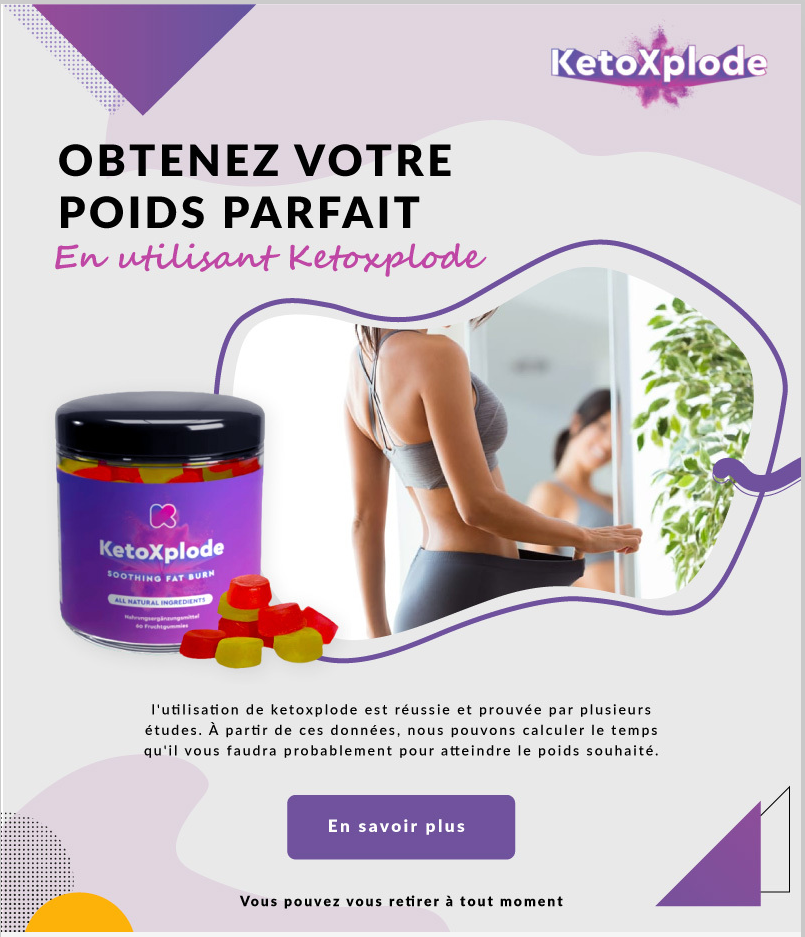 KetoXplode
OBTENEZ VOTRE
POIDS PARFAIT
En utilisant Ketoxplode
KetoXplode
SOOTHING FAT BURN
ALL NATURAL INGREDIENTS
Nahrungsergänzungsmittel
60 Fruchtgummies
l'utilisation de ketoxplode est réussie et prouvée par plusieurs
études. À partir de ces données, nous pouvons calculer le temps
qu'il vous faudra probablement pour atteindre le poids souhaité.
En savoir plus
Vous pouvez vous retirer à tout moment